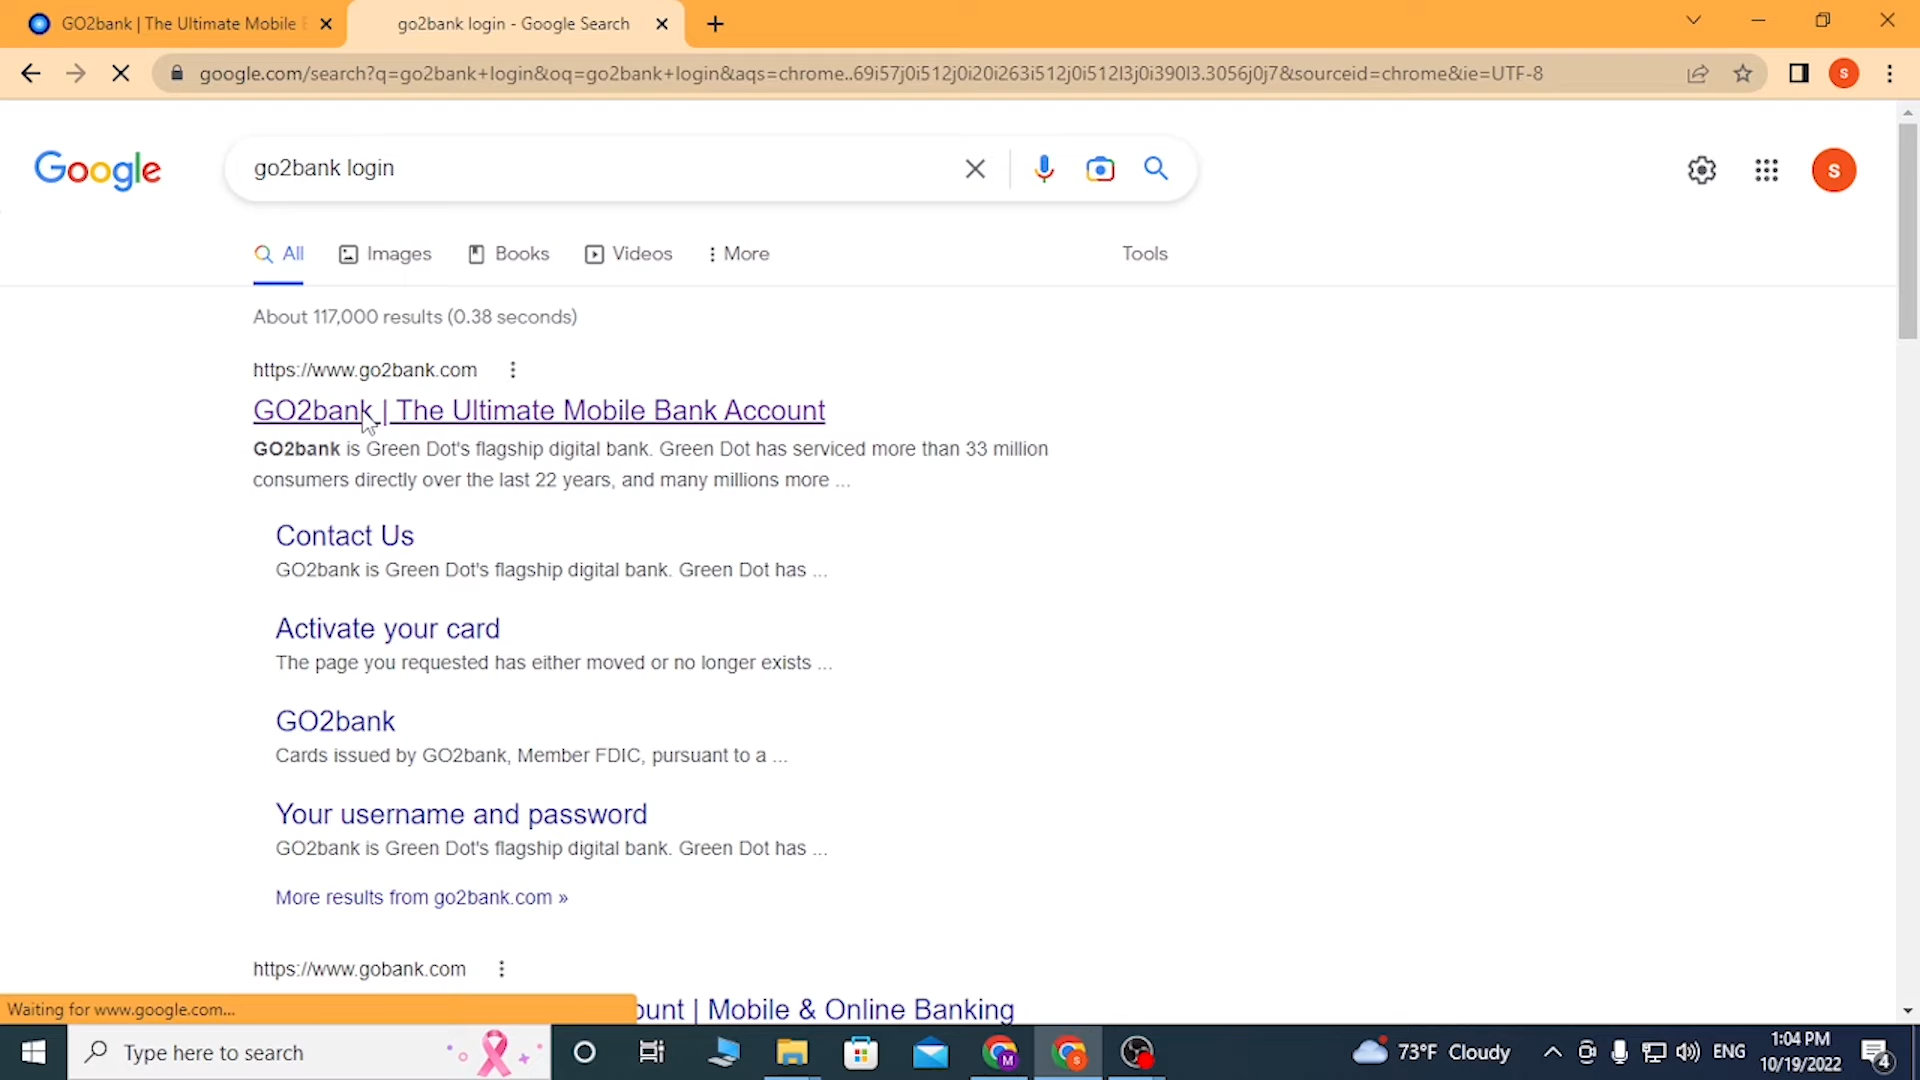 GO2bank | The Ultimate Mobile
go2bank login - Google Search
google.com/search?q=go2bank+login&oq=go2bank+login&aqs=chrome..69i57j0i512j0i20i263i512j0i512l3j0i390l3.3056j0j7&sourceid=chrome&ie=UTF-8
S
Google
go2bank login
S
All
Images
Books
Videos
More
Tools
About 117,000 results (0.38 seconds)
https://www.go2bank.com
GO2bank | The Ultimate Mobile Bank Account
GO2bank is Green Dot's flagship digital bank. Green Dot has serviced more than 33 million
consumers directly over the last 22 years, and many millions more ...
Contact Us
GO2bank is Green Dot's flagship digital bank. Green Dot has ...
Activate your card
The page you requested has either moved or no longer exists ...
GO2bank
Cards issued by GO2bank, Member FDIC, pursuant to a ...
Your username and password
GO2bank is Green Dot's flagship digital bank. Green Dot has ...
More results from go2bank.com »
https://www.gobank.com
ount | Mobile & Online Banking
Waiting for www.google.com...
Type here to search
M
S
73°F Cloudy
ENG
1:04 PM
10/19/2022
4